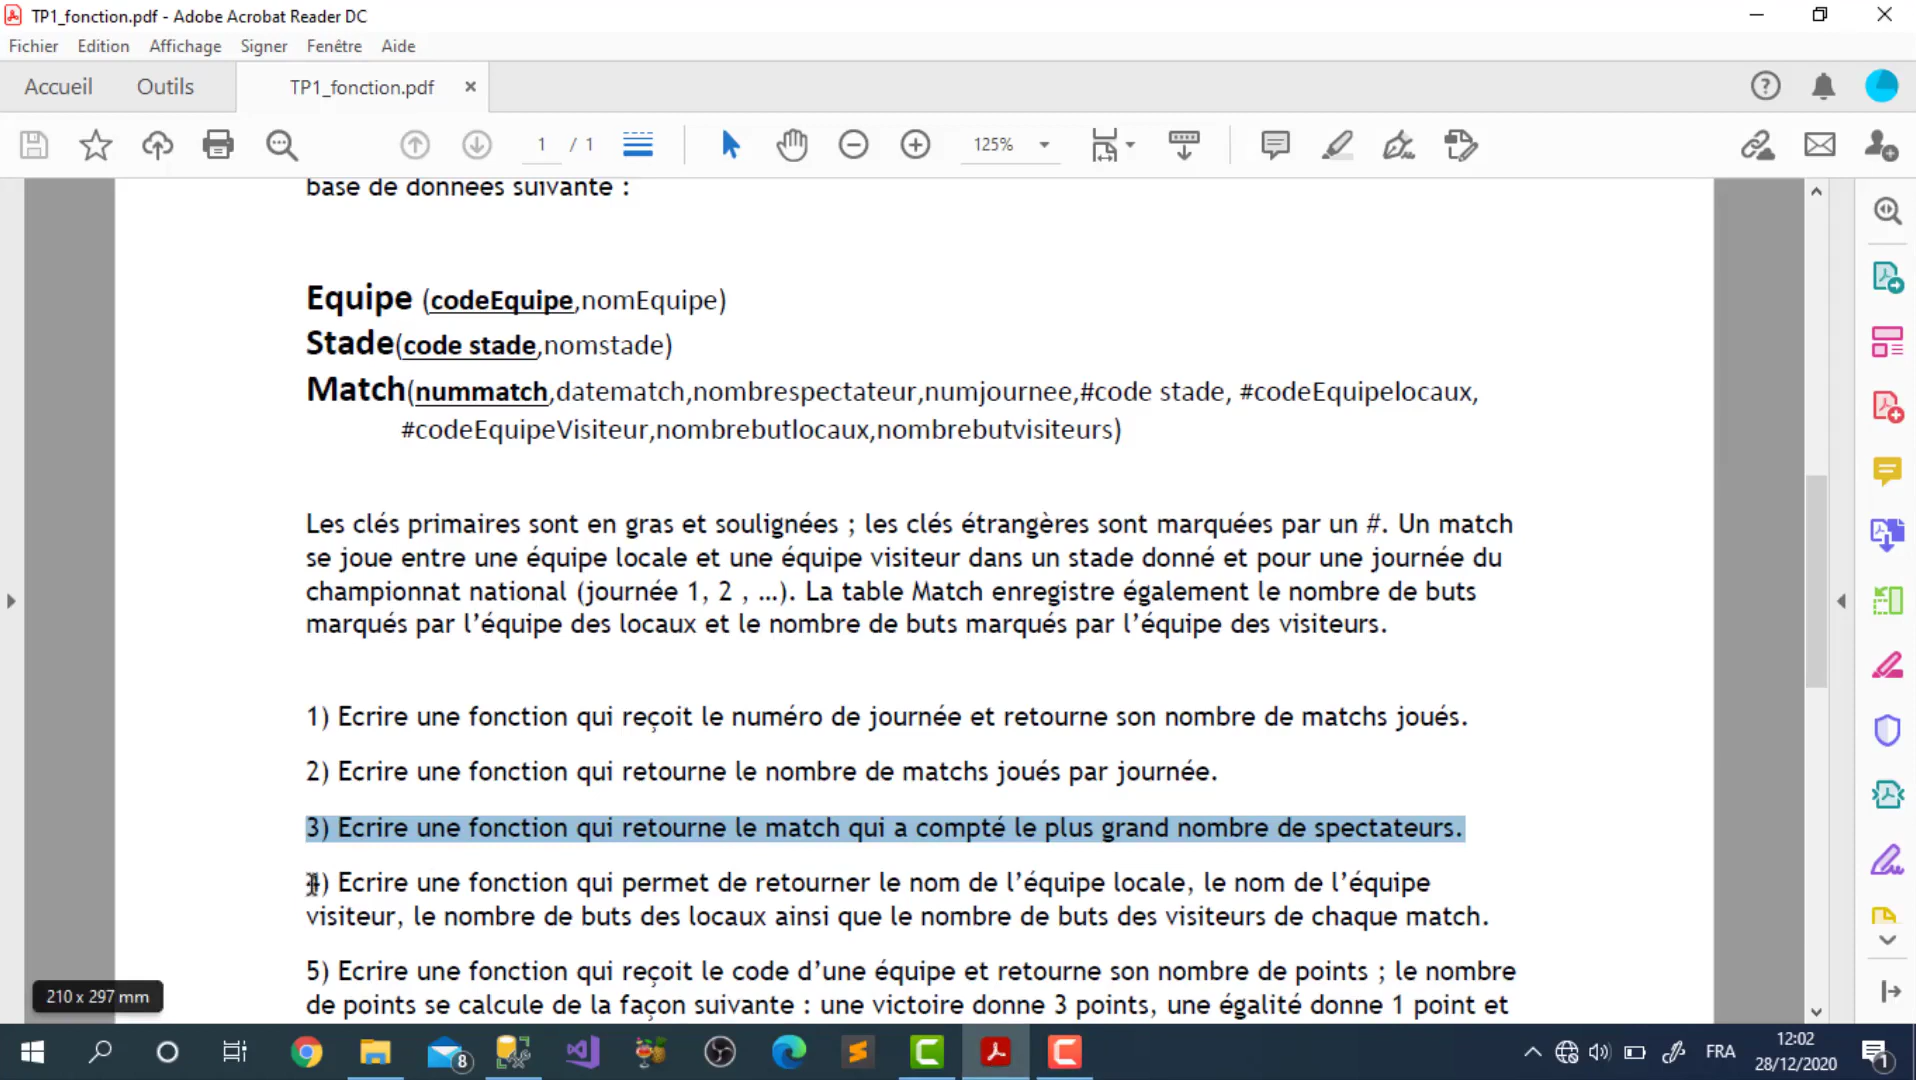 TP1_fonction.pdf - Adobe Acrobat Reader DC
Fichier Edition Affichage Signer Fenêtre Aide
Accueil Outils TP1_fonction.pdf
1 / 1 125%
base de données suivante :
Equipe (codeEquipe,nomEquipe)
Stade(code stade,nomstade)
Match(nummatch,datematch,nombrespectateur,numjournee,#code stade, #codeEquipelocaux,
#codeEquipeVisiteur,nombrebutlocaux,nombrebutvisiteurs)
Les clés primaires sont en gras et soulignées ; les clés étrangères sont marquées par un #. Un match
se joue entre une équipe locale et une équipe visiteur dans un stade donné et pour une journée du
championnat national (journée 1, 2 , …). La table Match enregistre également le nombre de buts
marqués par l’équipe des locaux et le nombre de buts marqués par l’équipe des visiteurs.
1) Ecrire une fonction qui reçoit le numéro de journée et retourne son nombre de matchs joués.
2) Ecrire une fonction qui retourne le nombre de matchs joués par journée.
3) Ecrire une fonction qui retourne le match qui a compté le plus grand nombre de spectateurs.
4) Ecrire une fonction qui permet de retourner le nom de l’équipe locale, le nom de l’équipe
visiteur, le nombre de buts des locaux ainsi que le nombre de buts des visiteurs de chaque match.
5) Ecrire une fonction qui reçoit le code d’une équipe et retourne son nombre de points ; le nombre
de points se calcule de la façon suivante : une victoire donne 3 points, une égalité donne 1 point et
210 x 297 mm
8
FRA
12:02
28/12/2020
1